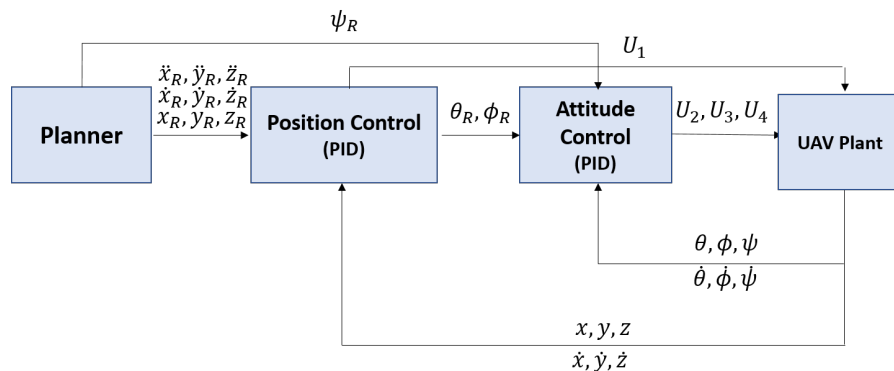 ψ_R
U_1
ẍ_R, ÿ_R, z̈_R
ẋ_R, ẏ_R, ż_R
x_R, y_R, z_R
Planner
Position Control
(PID)
θ_R, ϕ_R
Attitude
Control
(PID)
U_2, U_3, U_4
UAV Plant
θ, ϕ, ψ
θ̇, ϕ̇, ψ̇
x, y, z
ẋ, ẏ, ż